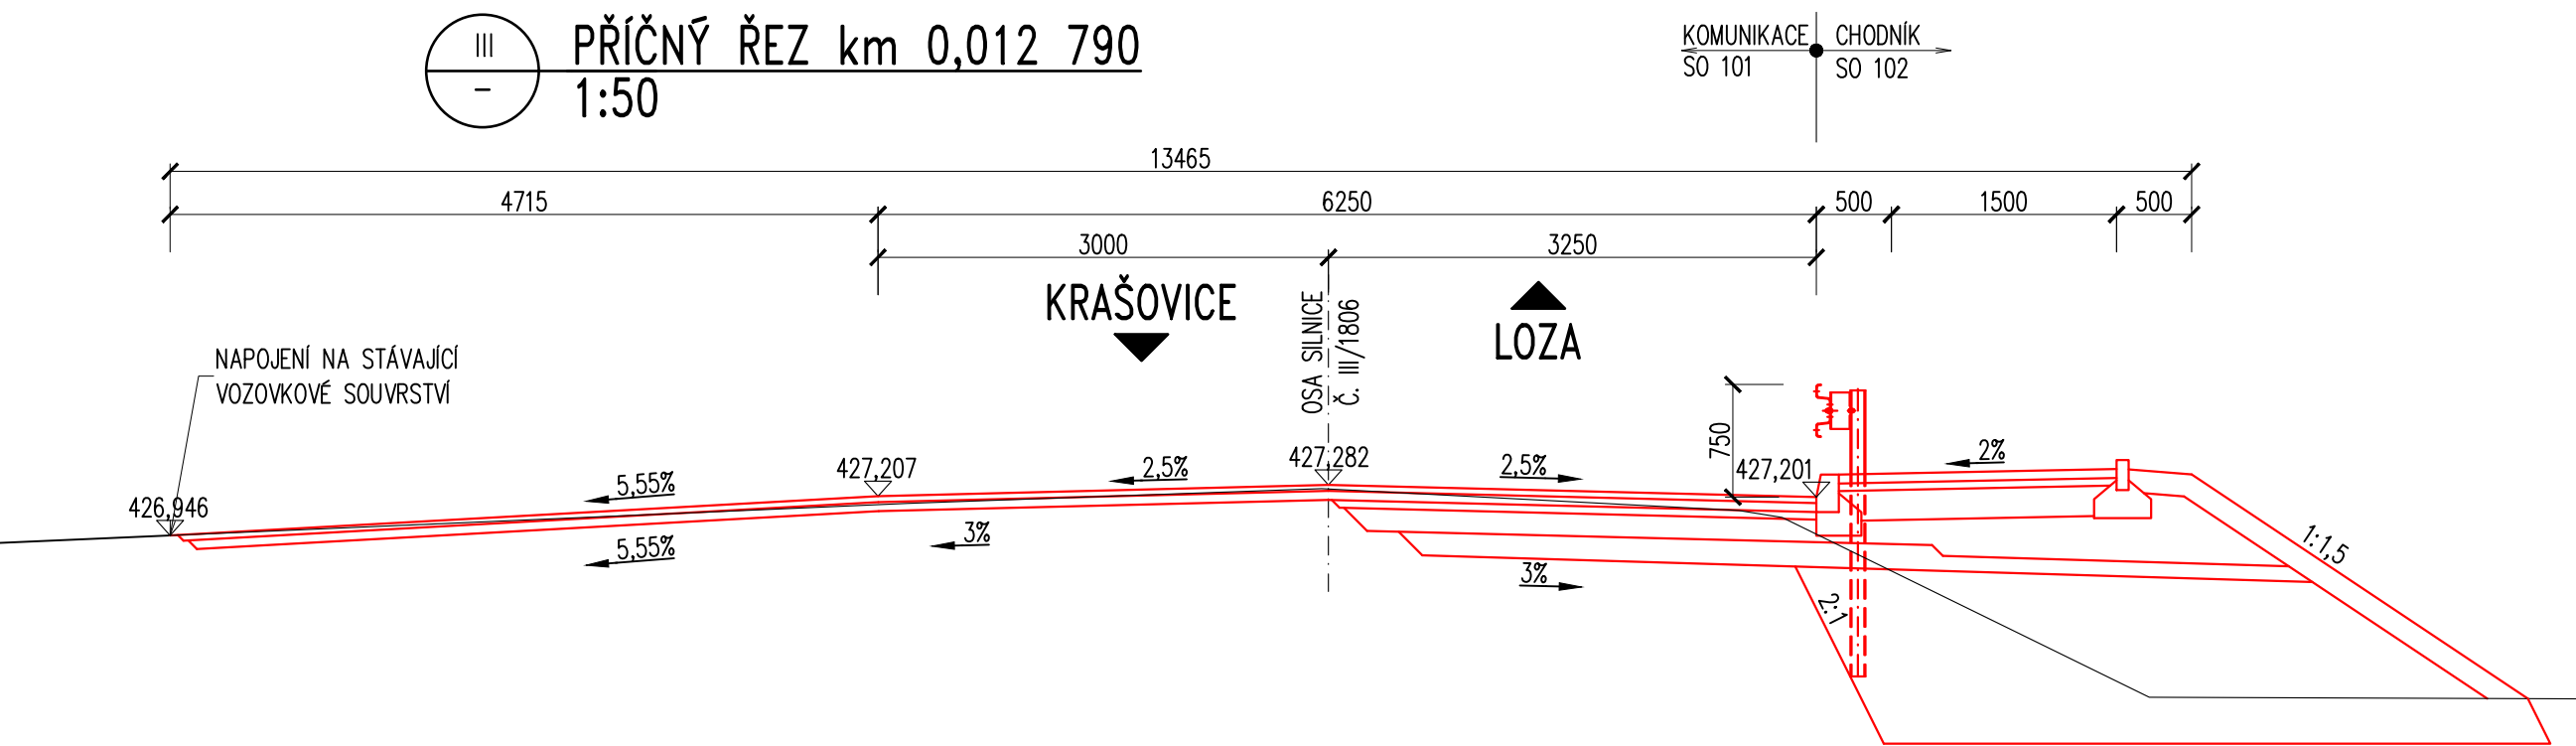 III
PŘÍČNÝ ŘEZ km 0,012 790
–
1:50
KOMUNIKACE
SO 101
CHODNÍK
SO 102
13465
4715
6250
500
1500
500
3000
3250
KRAŠOVICE
OSA SILNICE
Č. III/1806
LOZA
NAPOJENÍ NA STÁVAJÍCÍ
VOZOVKOVÉ SOUVRSTVÍ
750
426,946
5,55%
427,207
2,5%
427,282
2,5%
427,201
2%
5,55%
3%
3%
2:1
1:1,5